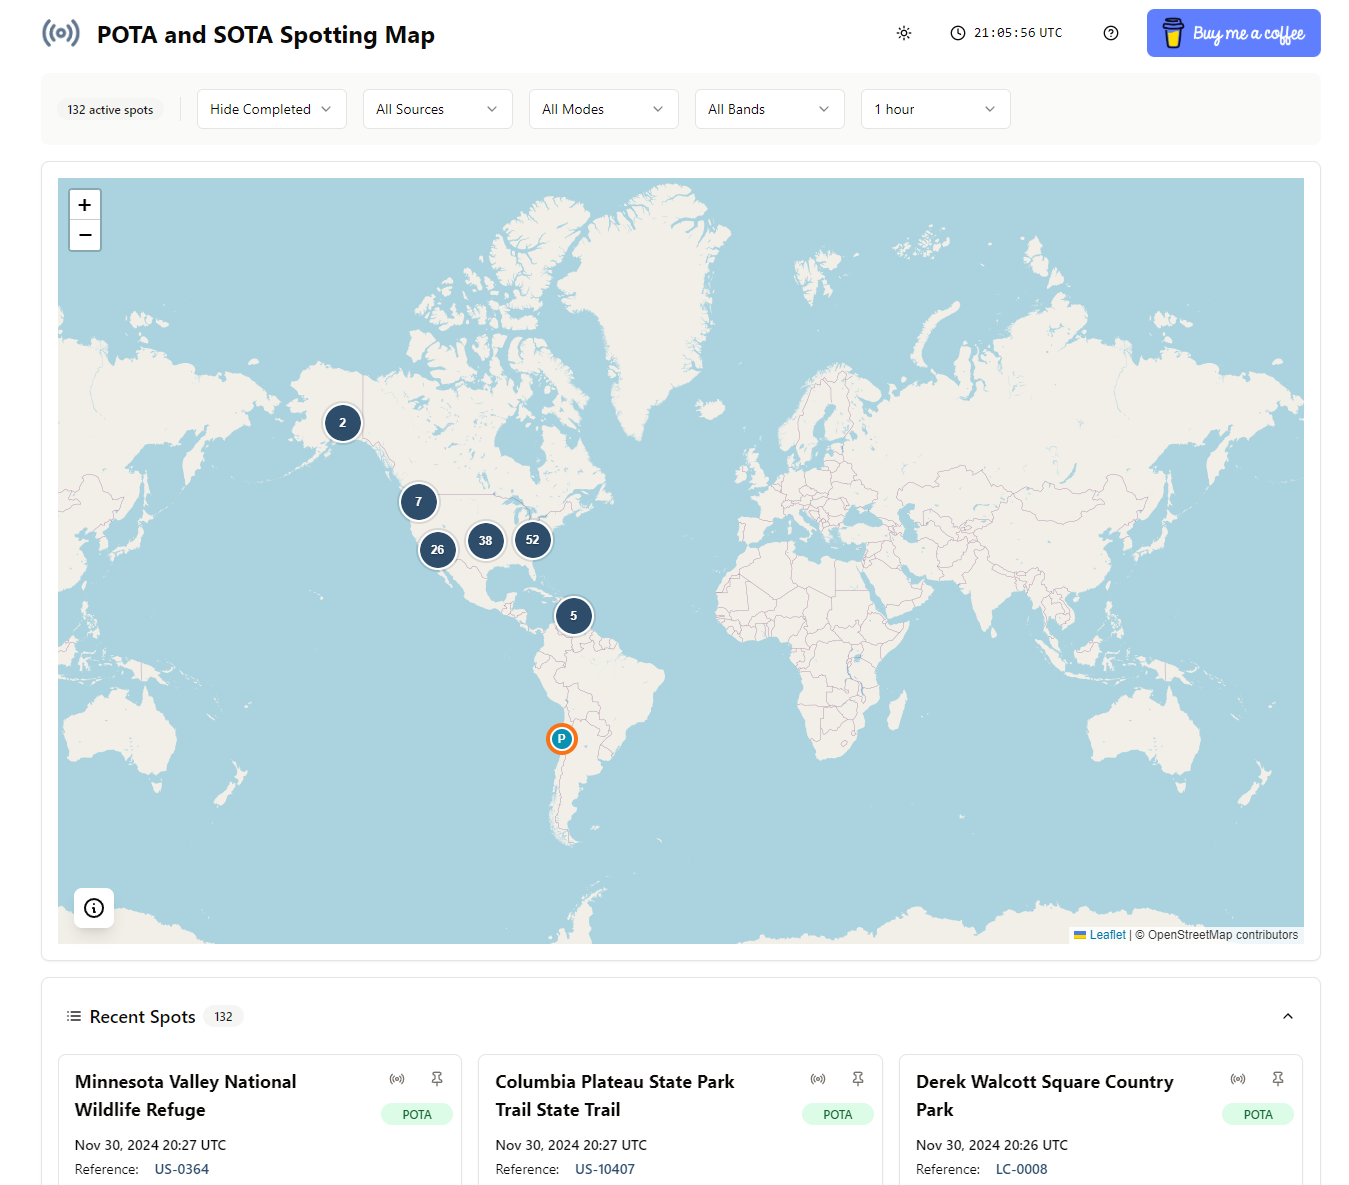 POTA and SOTA Spotting Map
21:05:56 UTC
Buy me a coffee
132 active spots
Hide Completed
All Sources
All Modes
All Bands
1 hour
+
−
2
7
26
38
52
5
P
Leaflet | © OpenStreetMap contributors
Recent Spots 132
Minnesota Valley National
Wildlife Refuge
POTA
Nov 30, 2024 20:27 UTC
Reference: US-0364
Columbia Plateau State Park
Trail State Trail
POTA
Nov 30, 2024 20:27 UTC
Reference: US-10407
Derek Walcott Square Country
Park
POTA
Nov 30, 2024 20:26 UTC
Reference: LC-0008